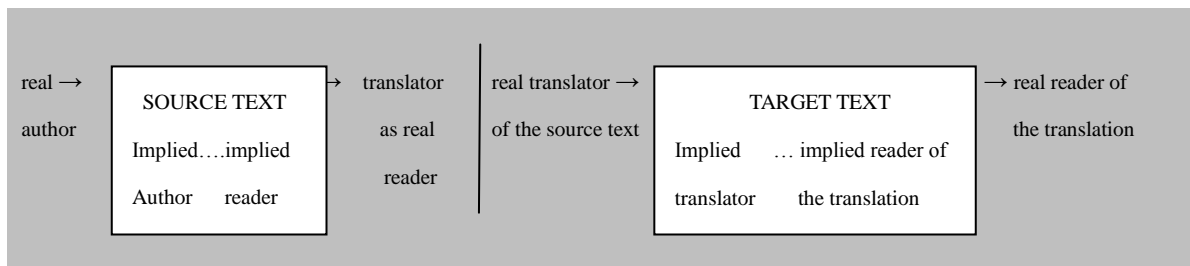 real → → translator real translator → → real reader of
SOURCE TEXT TARGET TEXT
author as real of the source text the translation
Implied….implied Implied … implied reader of
reader
Author reader translator the translation